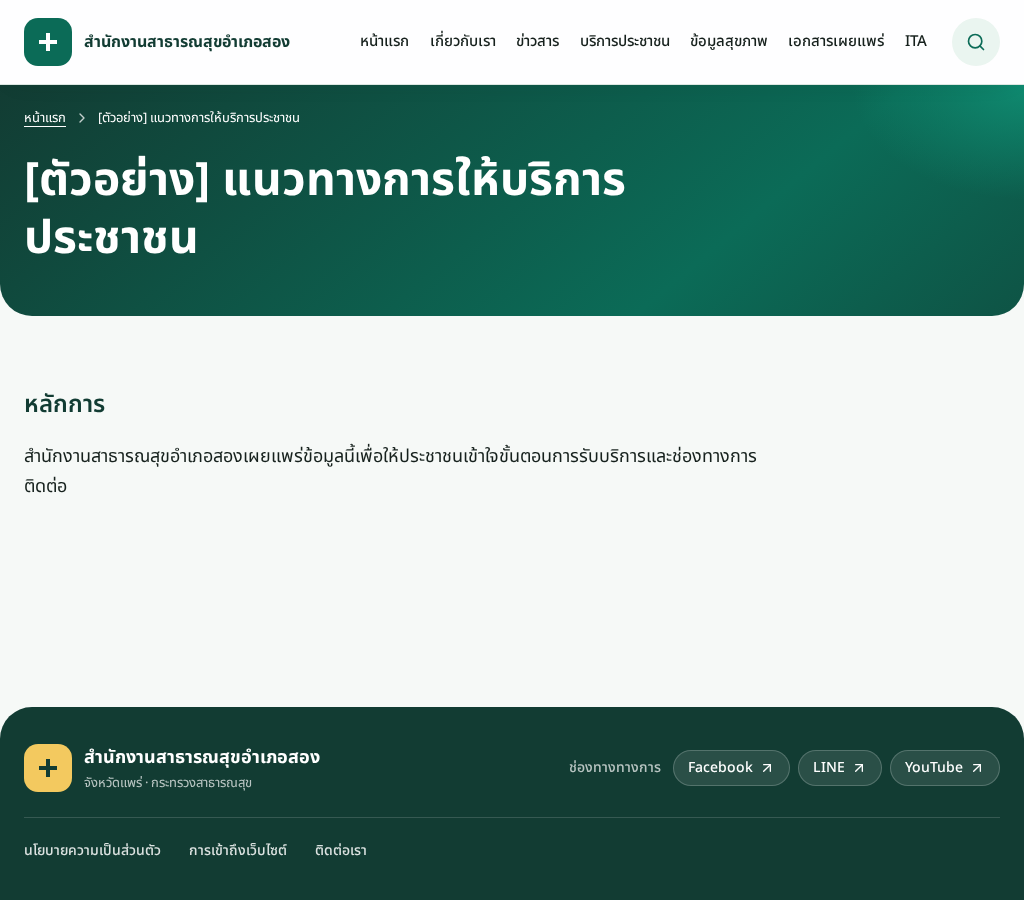 สำนักงานสาธารณสุขอำเภอสอง
หน้าแรก เกี่ยวกับเรา ข่าวสาร บริการประชาชน ข้อมูลสุขภาพ เอกสารเผยแพร่ ITA
หน้าแรก [ตัวอย่าง] แนวทางการให้บริการประชาชน
[ตัวอย่าง] แนวทางการให้บริการ
ประชาชน
หลักการ
สำนักงานสาธารณสุขอำเภอสองเผยแพร่ข้อมูลนี้เพื่อให้ประชาชนเข้าใจขั้นตอนการรับบริการและช่องทางการ
ติดต่อ
สำนักงานสาธารณสุขอำเภอสอง
จังหวัดแพร่ · กระทรวงสาธารณสุข
ช่องทางทางการ Facebook LINE YouTube
นโยบายความเป็นส่วนตัว การเข้าถึงเว็บไซต์ ติดต่อเรา